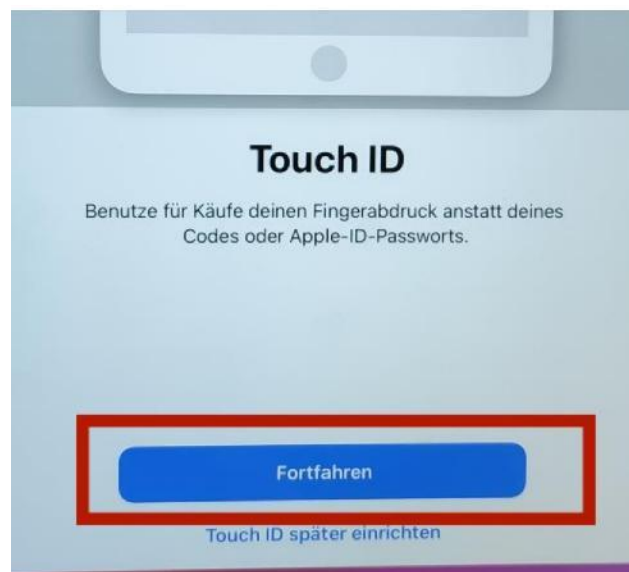 Touch ID
Benutze für Käufe deinen Fingerabdruck anstatt deines
Codes oder Apple-ID-Passworts.
Fortfahren
Touch ID später einrichten